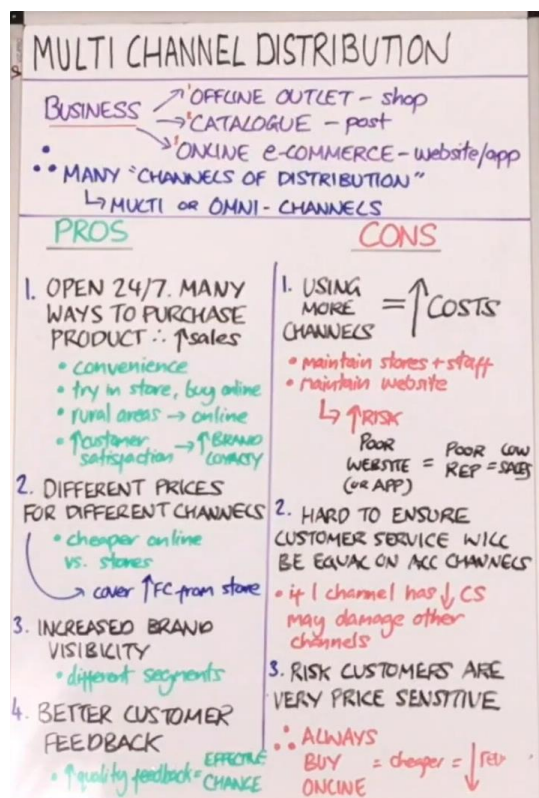 MULTI CHANNEL DISTRIBUTION
BUSINESS
↗ OFFLINE OUTLET - shop
→ CATALOGUE - post
↘ ONLINE e-COMMERCE - website/app
∴ MANY "CHANNELS OF DISTRIBUTION"
↳ MULTI OR OMNI-CHANNELS
PROS
1. OPEN 24/7. MANY
WAYS TO PURCHASE
PRODUCT ∴ ↑sales
• convenience
• try in store, buy online
• rural areas → online
• ↑customer satisfaction → ↑BRAND LOYALTY
2. DIFFERENT PRICES
FOR DIFFERENT CHANNELS
• cheaper online
vs. stores
→ cover ↑FC from store
3. INCREASED BRAND
VISIBILITY
• different segments
4. BETTER CUSTOMER
FEEDBACK
• ↑quality feedback = EFFECTIVE CHANGE
CONS
1. USING
MORE = ↑COSTS
CHANNELS
• maintain stores + staff
• maintain website
↳ ↑RISK
POOR WEBSITE (OR APP) = POOR REP = LOW SALES
2. HARD TO ENSURE
CUSTOMER SERVICE WILL
BE EQUAL ON ALL CHANNELS
• if 1 channel has ↓CS
may damage other
channels
3. RISK CUSTOMERS ARE
VERY PRICE SENSITIVE
∴ ALWAYS
BUY = cheaper = ↓rev
ONLINE